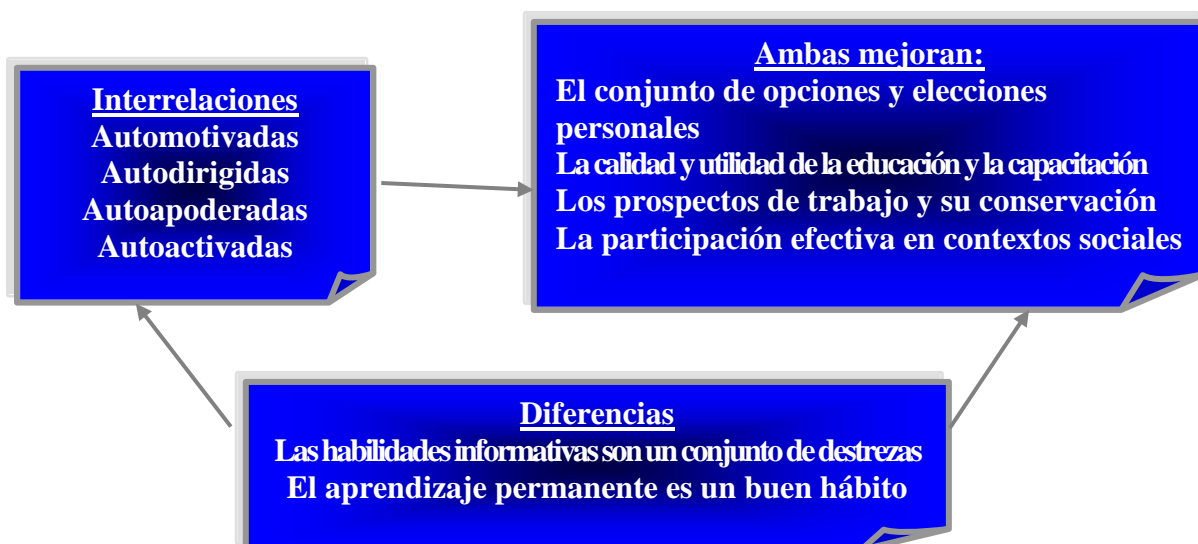 Interrelaciones
Automotivadas
Autodirigidas
Autoapoderadas
Autoactivadas
Ambas mejoran:
El conjunto de opciones y elecciones
personales
La calidad y utilidad de la educación y la capacitación
Los prospectos de trabajo y su conservación
La participación efectiva en contextos sociales
Diferencias
Las habilidades informativas son un conjunto de destrezas
El aprendizaje permanente es un buen hábito